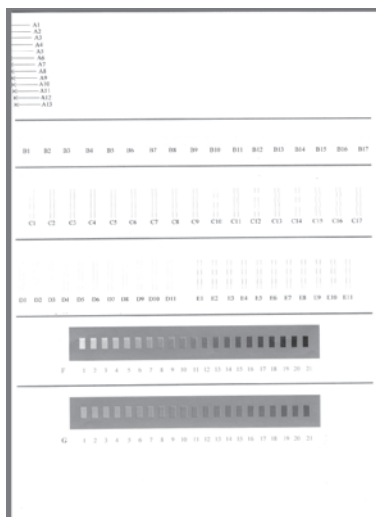 A1
A2
A3
A4
A5
A6
A7
A8
A9
A10
A11
A12
A13
B1 B2 B3 B4 B5 B6 B7 B8 B9 B10 B11 B12 B13 B14 B15 B16 B17
C1 C2 C3 C4 C5 C6 C7 C8 C9 C10 C11 C12 C13 C14 C15 C16 C17
D1 D2 D3 D4 D5 D6 D7 D8 D9 D10 D11 E1 E2 E3 E4 E5 E6 E7 E8 E9 E10 E11
F 1 2 3 4 5 6 7 8 9 10 11 12 13 14 15 16 17 18 19 20 21
G 1 2 3 4 5 6 7 8 9 10 11 12 13 14 15 16 17 18 19 20 21